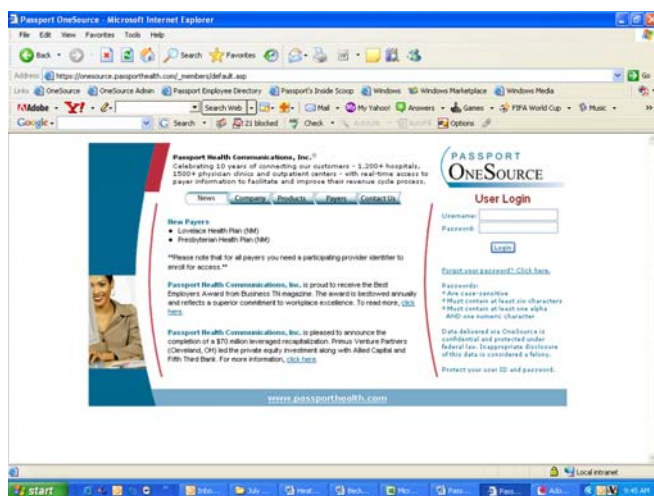 Passport OneSource - Microsoft Internet Explorer
File Edit View Favorites Tools Help
Back Search Favorites
Address https://onesource.passporthealth.com/_members/default.asp Go
Links OneSource OneSource Admin Passport Employee Directory Passport's Inside Scoop Windows Windows Marketplace Windows Media
Adobe Y! Search Web Mail My Yahoo! Answers Games FIFA World Cup Music
Google Search 21 blocked Check Options
Passport Health Communications, Inc.®
Celebrating 10 years of connecting our customers - 1,200+ hospitals,
1500+ physician clinics and outpatient centers - with real-time access to
payer information to facilitate and improve their revenue cycle process.
News Company Products Payers Contact Us
New Payers
• Lovelace Health Plan (NM)
• Presbyterian Health Plan (NM)
**Please note that for all payers you need a participating provider identifier to
enroll for access.**
Passport Health Communications, Inc. is proud to receive the Best
Employers Award from Business TN magazine. The award is bestowed annually
and reflects a superior commitment to workplace excellence. To read more, click
here.
Passport Health Communications, Inc. is pleased to announce the
completion of a $70 million leveraged recapitalization. Primus Venture Partners
(Cleveland, OH) led the private equity investment along with Allied Capital and
Fifth Third Bank. For more information, click here.
PASSPORT
ONESOURCE
User Login
Username:
Password:
Login
Forgot your password? Click here.
Passwords:
* Are case-sensitive
* Must contain at least six characters
* Must contain at least one alpha
AND one numeric character
Data delivered via OneSource is
confidential and protected under
federal law. Inappropriate disclosure
of this data is considered a felony.
Protect your user ID and password.
www.passporthealth.com
Local intranet
start Inbo... July ... Heat... Beck... Micr... Pass... Pass... Ado... 9:45 AM